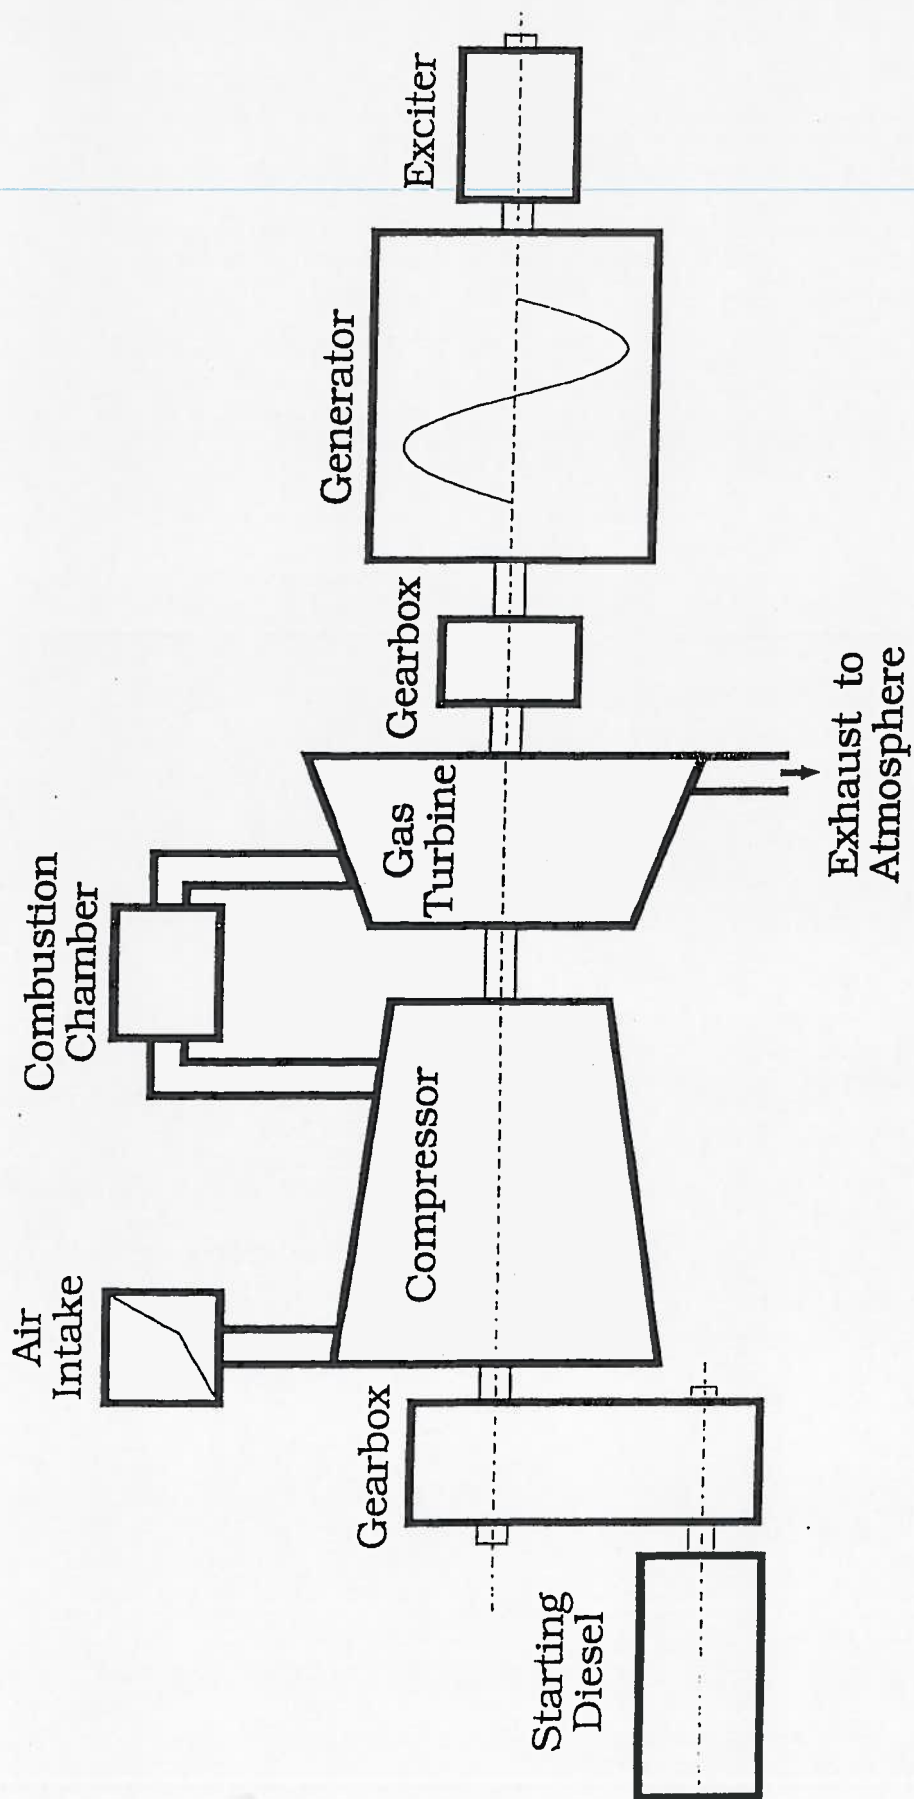 Air
Intake
Combustion
Chamber
Exciter
Generator
Gearbox
Gas
Turbine
Compressor
Gearbox
Starting
Diesel
Exhaust to
Atmosphere